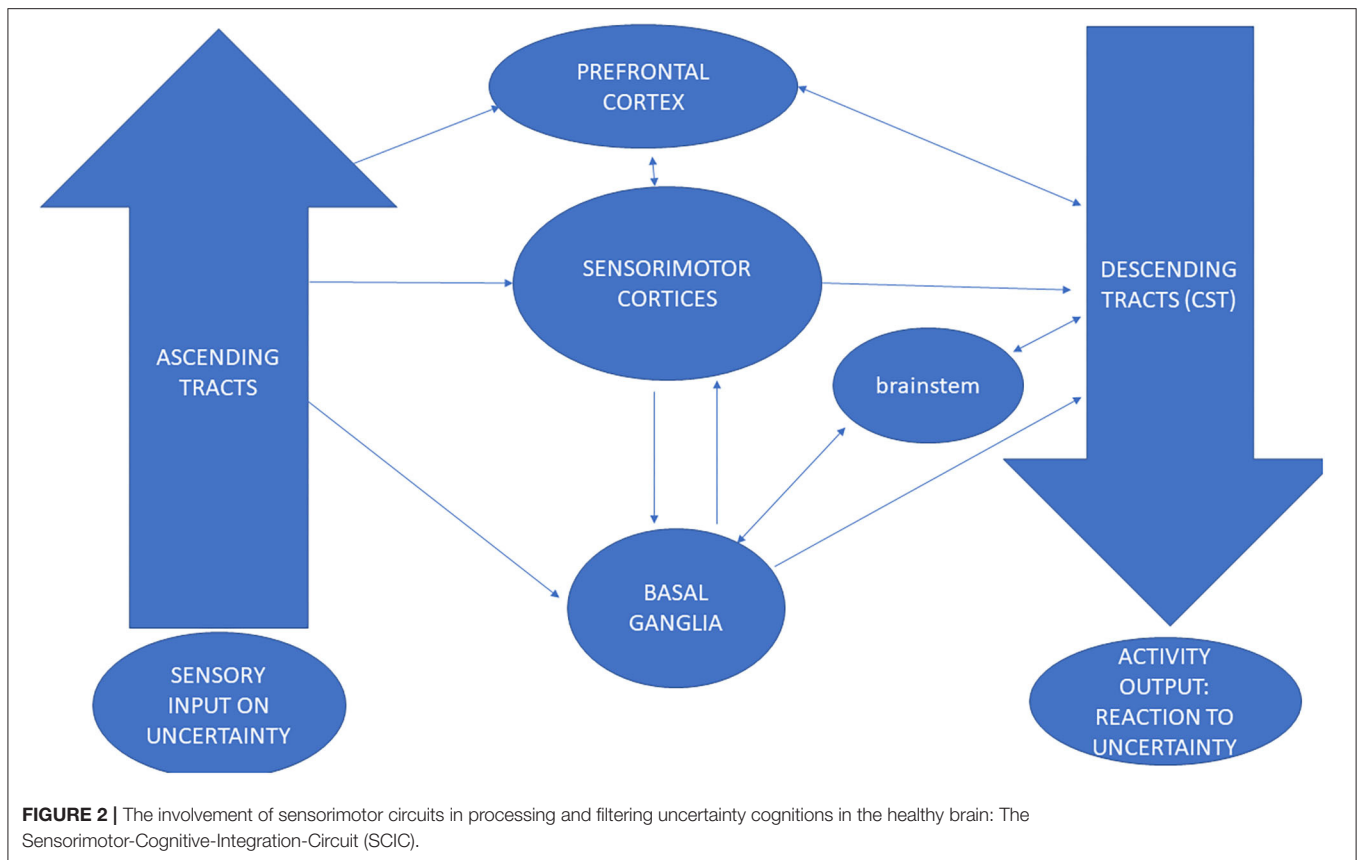 PREFRONTAL
CORTEX
SENSORIMOTOR
CORTICES
DESCENDING
TRACTS (CST)
ASCENDING
TRACTS
brainstem
BASAL
GANGLIA
SENSORY
INPUT ON
UNCERTAINTY
ACTIVITY
OUTPUT:
REACTION TO
UNCERTAINTY
FIGURE 2 | The involvement of sensorimotor circuits in processing and filtering uncertainty cognitions in the healthy brain: The
Sensorimotor-Cognitive-Integration-Circuit (SCIC).